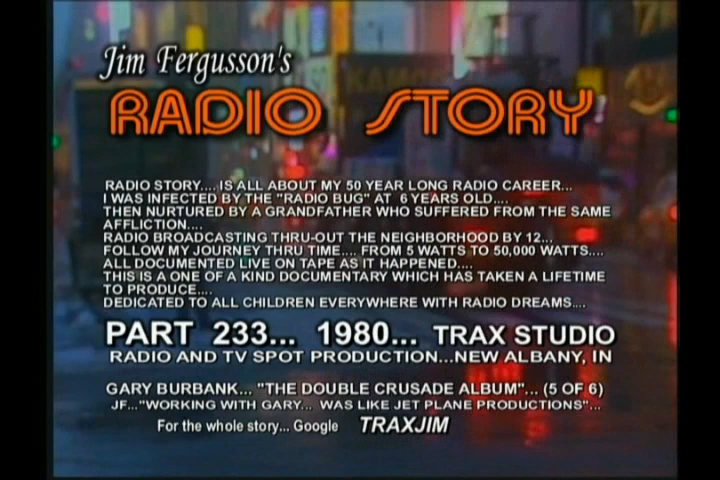 Jim Fergusson's
RADIO STORY
RADIO STORY.... IS ALL ABOUT MY 50 YEAR LONG RADIO CAREER...
I WAS INFECTED BY THE "RADIO BUG" AT 6 YEARS OLD....
THEN NURTURED BY A GRANDFATHER WHO SUFFERED FROM THE SAME
AFFLICTION....
RADIO BROADCASTING THRU-OUT THE NEIGHBORHOOD BY 12...
FOLLOW MY JOURNEY THRU TIME.... FROM 5 WATTS TO 50,000 WATTS....
ALL DOCUMENTED LIVE ON TAPE AS IT HAPPENED....
THIS IS A ONE OF A KIND DOCUMENTARY WHICH HAS TAKEN A LIFETIME
TO PRODUCE....
DEDICATED TO ALL CHILDREN EVERYWHERE WITH RADIO DREAMS....
PART 233... 1980... TRAX STUDIO
RADIO AND TV SPOT PRODUCTION...NEW ALBANY, IN
GARY BURBANK... "THE DOUBLE CRUSADE ALBUM"... (5 OF 6)
JF..."WORKING WITH GARY... WAS LIKE JET PLANE PRODUCTIONS"...
For the whole story... Google TRAXJIM